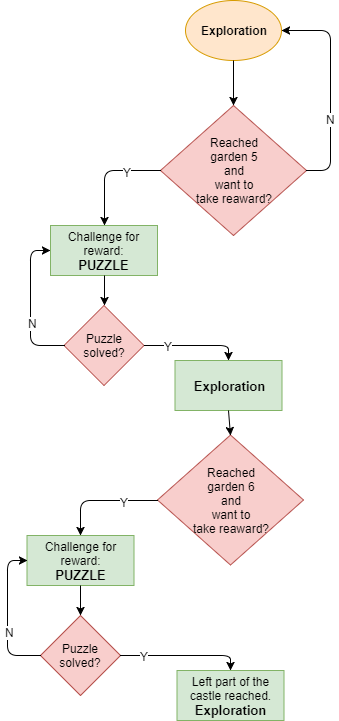 Exploration
Reached
garden 5
and
want to
take reaward?
N
Y
Challenge for
reward:
PUZZLE
Puzzle
solved?
N
Y
Exploration
Reached
garden 6
and
want to
take reaward?
Y
Challenge for
reward:
PUZZLE
Puzzle
solved?
N
Y
Left part of the
castle reached.
Exploration